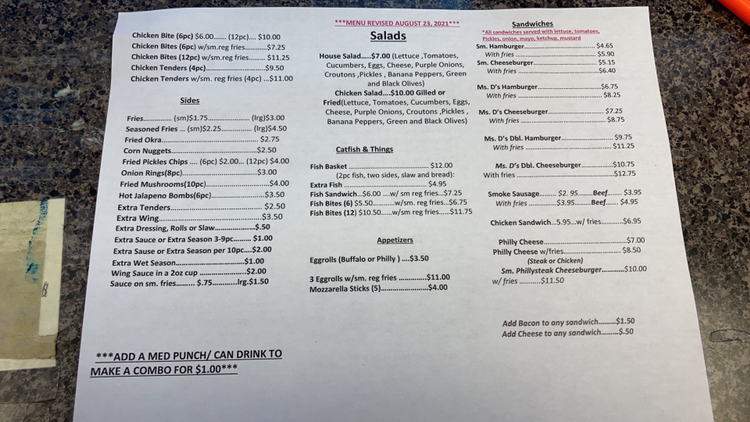 Chicken Bite (6pc) $6.00...... (12pc).... $10.00
Chicken Bites (6pc) w/sm.reg fries..........$7.25
Chicken Bites (12pc) w/sm reg fries....... $11.25
Chicken Tenders (4pc)........................$9.50
Chicken Tenders w/sm. reg fries (4pc) ...$11.00
Sides
Fries..............(sm)$1.75...............(lrg)$3.00
Seasoned Fries ... (sm)$2.25............(lrg)$4.50
Fried Okra.................................... $2.75
Corn Nuggets...............................$2.50
Fried Pickles Chips .... (6pc) $2.00... (12pc) $4.00
Onion Rings(8pc)............................$3.00
Fried Mushrooms(10pc)........................$4.00
Hot Jalapeno Bombs(6pc)......................$3.50
Extra Tenders............................... $2.50
Extra Wing...................................$3.50
Extra Dressing, Rolls or Slaw................$.50
Extra Sauce or Extra Season 3-9pc......... $1.00
Extra Sause or Extra Season per 10pc....$2.00
Extra Wet Season.........................$1.00
Wing Sauce in a 2oz cup ...................$2.00
Sauce on sm. fries......... $.75..........lrg.$1.50
***ADD A MED PUNCH/ CAN DRINK TO
MAKE A COMBO FOR $1.00***
***MENU REVISED AUGUST 23, 2021***
Salads
House Salad.....$7.00 (Lettuce ,Tomatoes,
Cucumbers, Eggs, Cheese, Purple Onions,
Croutons ,Pickles , Banana Peppers, Green
and Black Olives)
Chicken Salad....$10.00 Gilled or
Fried(Lettuce, Tomatoes, Cucumbers, Eggs,
Cheese, Purple Onions, Croutons ,Pickles ,
Banana Peppers, Green and Black Olives)
Catfish & Things
Fish Basket ................................ $12.00
(2pc fish, two sides, slaw and bread):
Extra Fish ................................ $4.95
Fish Sandwich...$6.00 ....w/ sm reg fries...$7.25
Fish Bites (6) $5.50......w/sm. reg fries...$6.75
Fish Bites (12) $10.50....w/sm. reg fries...$11.75
Appetizers
Eggrolls (Buffalo or Philly ) ....$3.50
3 Eggrolls w/sm. reg fries ............$11.00
Mozzarella Sticks (5)......................$4.00
Sandwiches
*All sandwiches served with lettuce, tomatoes,
Pickles, onion, mayo, ketchup, mustard
Sm. Hamburger............................$4.65
With fries ................................ $5.90
Sm. Cheeseburger..........................$5.15
With fries................................$6.40
Ms. D's Hamburger.........................$6.75
With fries ................................ $8.25
Ms. D's Cheeseburger........................$7.25
With fries................................$8.75
Ms. D's Dbl. Hamburger.....................$9.75
With fries................................$11.25
Ms. D's Dbl. Cheeseburger...........$10.75
With fries................................$12.75
Smoke Sausage........ $2. 95.....Beef..... $3.95
With fries...............$3.95......Beef..... $4.95
Chicken Sandwich...5.95...w/ fries...........$6.95
Philly Cheese...............................$7.00
Philly Cheese w/fries......................$8.50
(Steak or Chicken)
Sm. Phillysteak Cheeseburger......$10.00
w/ fries ..........$11.50
Add Bacon to any sandwich.........$1.50
Add Cheese to any sandwich.........$.50